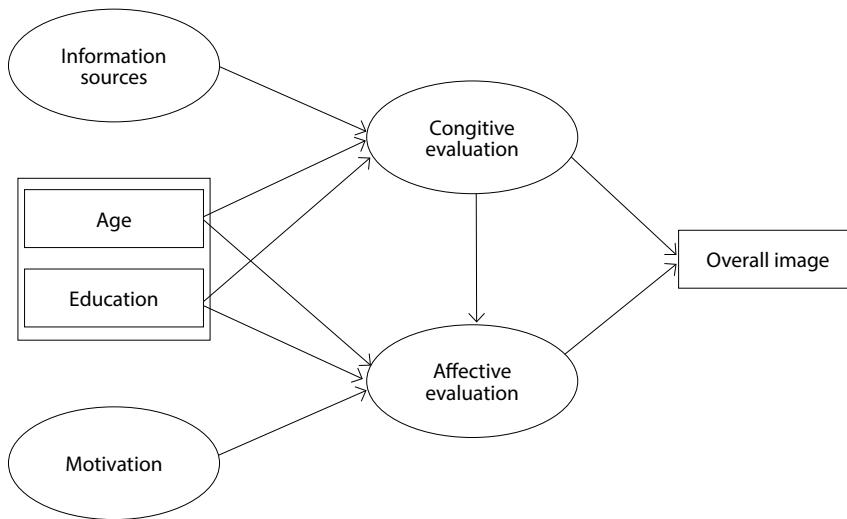 Information
sources
Congitive
evaluation
Age
Overall image
Education
Affective
evaluation
Motivation